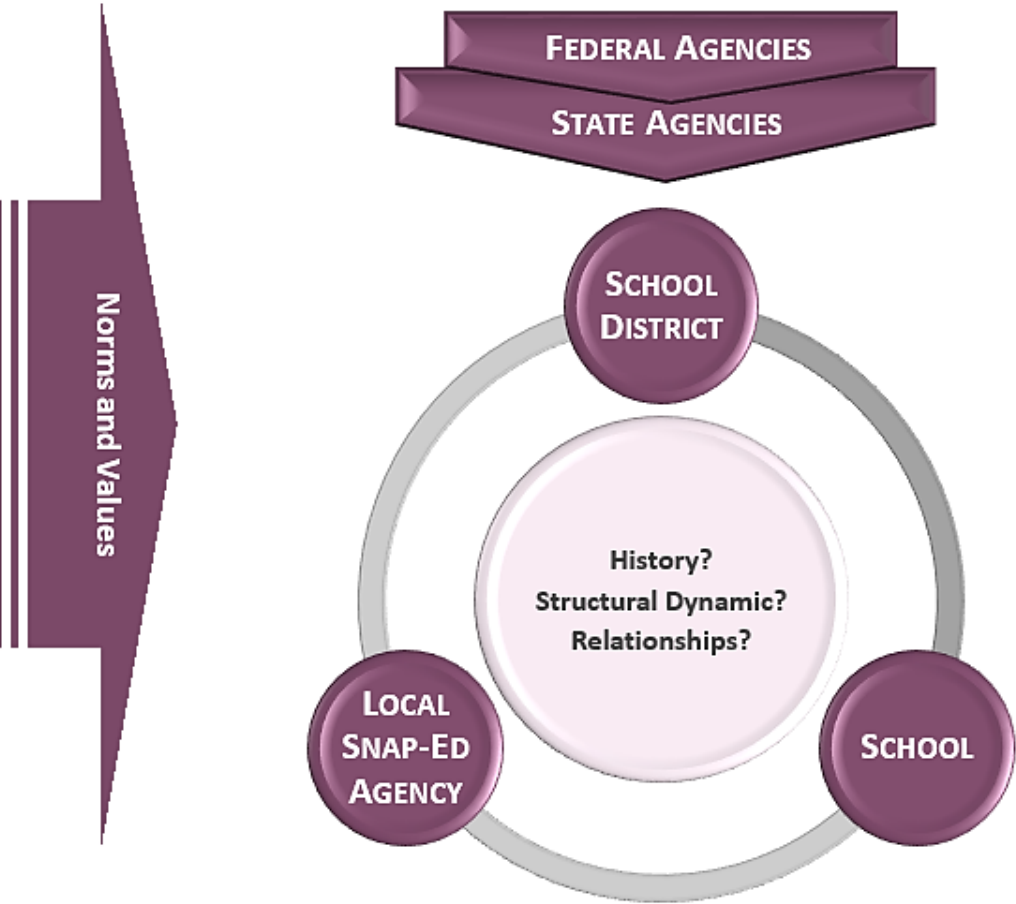 FEDERAL AGENCIES
STATE AGENCIES
Norms and Values
SCHOOL
DISTRICT
History?
Structural Dynamic?
Relationships?
LOCAL
SNAP-ED
AGENCY
SCHOOL